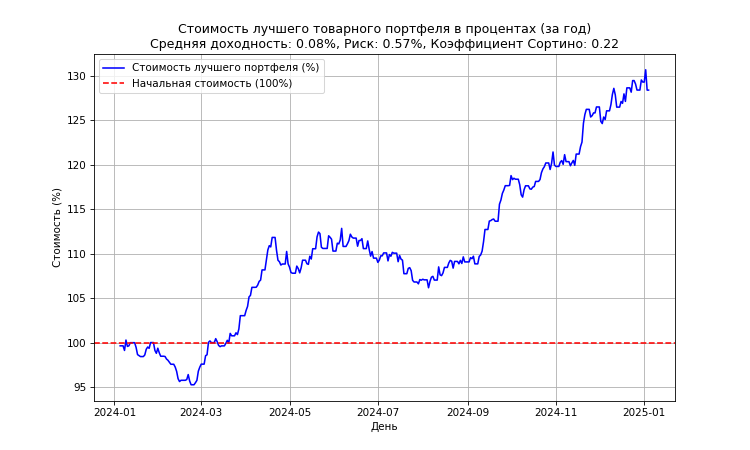 Стоимость лучшего товарного портфеля в процентах (за год)
Средняя доходность: 0.08%, Риск: 0.57%, Коэффициент Сортино: 0.22
Стоимость лучшего портфеля (%)
Начальная стоимость (100%)
Стоимость (%)
130
125
120
115
110
105
100
95
2024-01
2024-03
2024-05
2024-07
2024-09
2024-11
2025-01
День